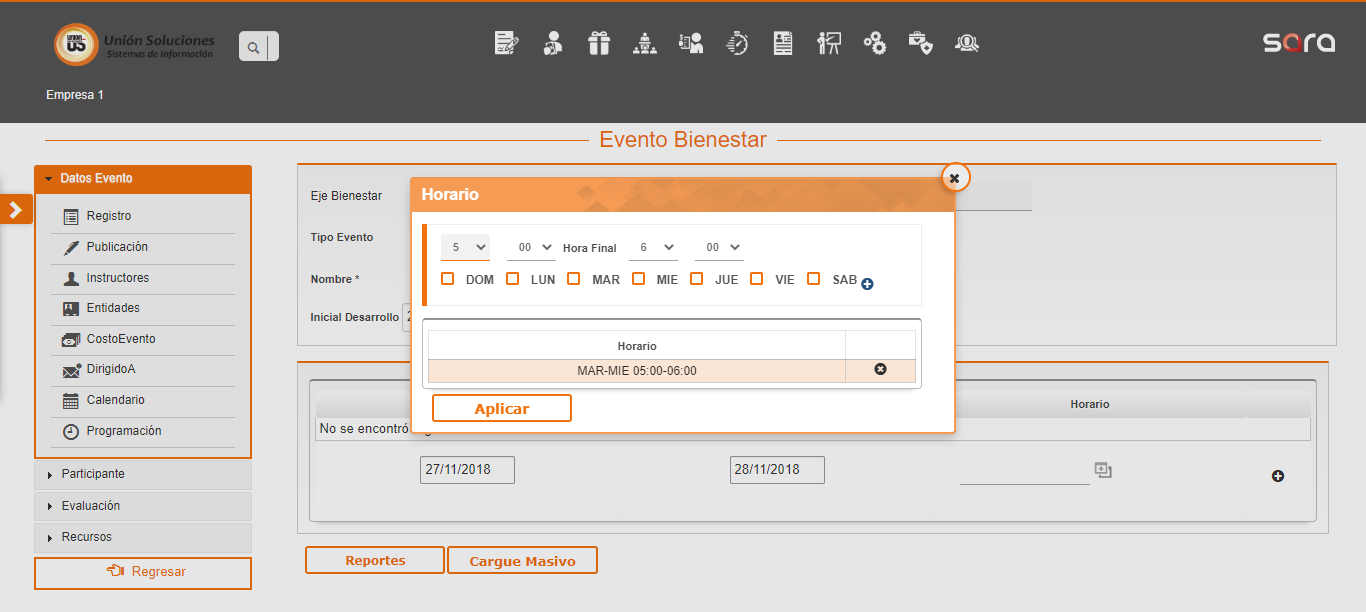 UNION
US
Unión Soluciones
Sistemas de Información
sara
Empresa 1
Evento Bienestar
Datos Evento
Registro
Publicación
Instructores
Entidades
CostoEvento
DirigidoA
Calendario
Programación
Participante
Evaluación
Recursos
Regresar
Eje Bienestar
Tipo Evento
Nombre *
Inicial Desarrollo
Horario
5 00 Hora Final 6 00
DOM LUN MAR MIE JUE VIE SAB
Horario
MAR-MIE 05:00-06:00
Aplicar
Horario
No se encontró
27/11/2018 28/11/2018
Reportes Cargue Masivo